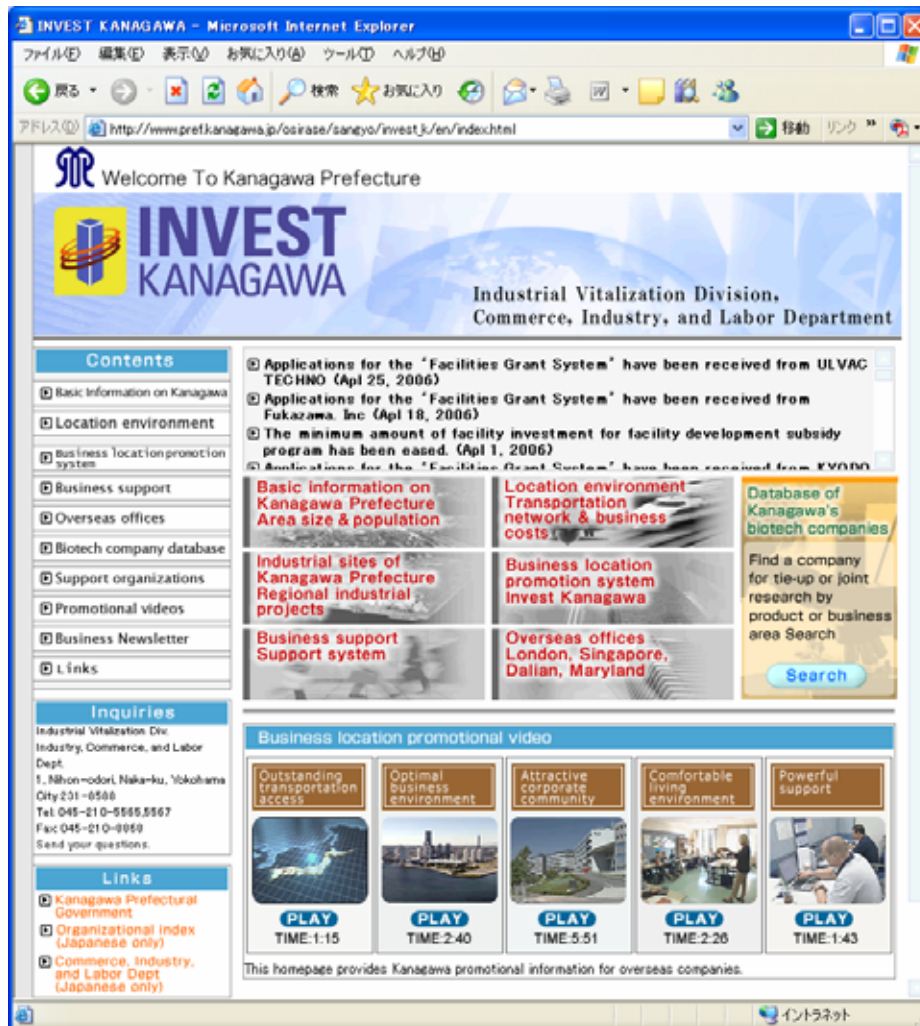 INVEST KANAGAWA - Microsoft Internet Explorer
ファイル(F) 編集(E) 表示(V) お気に入り(A) ツール(T) ヘルプ(H)
戻る 検索 お気に入り
アドレス(D) http://www.pref.kanagawa.jp/osirase/sangyo/invest_k/en/index.html 移動 リンク »
Welcome To Kanagawa Prefecture
INVEST
KANAGAWA
Industrial Vitalization Division,
Commerce, Industry, and Labor Department
Contents
Basic Information on Kanagawa
Location environment
Business location promotion
system
Business support
Overseas offices
Biotech company database
Support organizations
Promotional videos
Business Newsletter
Links
Inquiries
Industrial Vitalization Div.
Industry, Commerce, and Labor
Dept.
1, Nihon-odori, Naka-ku, Yokohama
City 231-8588
Tel: 045-210-5565,5567
Fax:
Send your questions.
Links
Kanagawa Prefectural
Government
Organizational index
(Japanese only)
Commerce, Industry,
and Labor Dept
(Japanese only)
Applications for the "Facilities Grant System" have been received from ULVAC
TECHNO (Apl 25, 2006)
Applications for the "Facilities Grant System" have been received from
Fukazawa. Inc (Apl 18, 2006)
The minimum amount of facility investment for facility development subsidy
program has been eased. (Apl 1, 2006)
Applications for the "Facilities Grant System" have been received from KYODO
Basic information on
Kanagawa Prefecture
Area size & population
Location environment
Transportation
network & business
costs
Industrial sites of
Kanagawa Prefecture
Regional industrial
projects
Business location
promotion system
Invest Kanagawa
Business support
Support system
Overseas offices
London, Singapore,
Dalian, Maryland
Database of
Kanagawa's
biotech companies
Find a company
for tie-up or joint
research by
product or business
area Search
Search
Business location promotional video
Outstanding
transportation
access
PLAY
TIME:1:15
Optimal
business
environment
PLAY
TIME:2:40
Attractive
corporate
community
PLAY
TIME:5:51
Comfortable
living
environment
PLAY
TIME:2:26
Powerful
support
PLAY
TIME:1:43
This homepage provides Kanagawa promotional information for overseas companies.
イントラネット